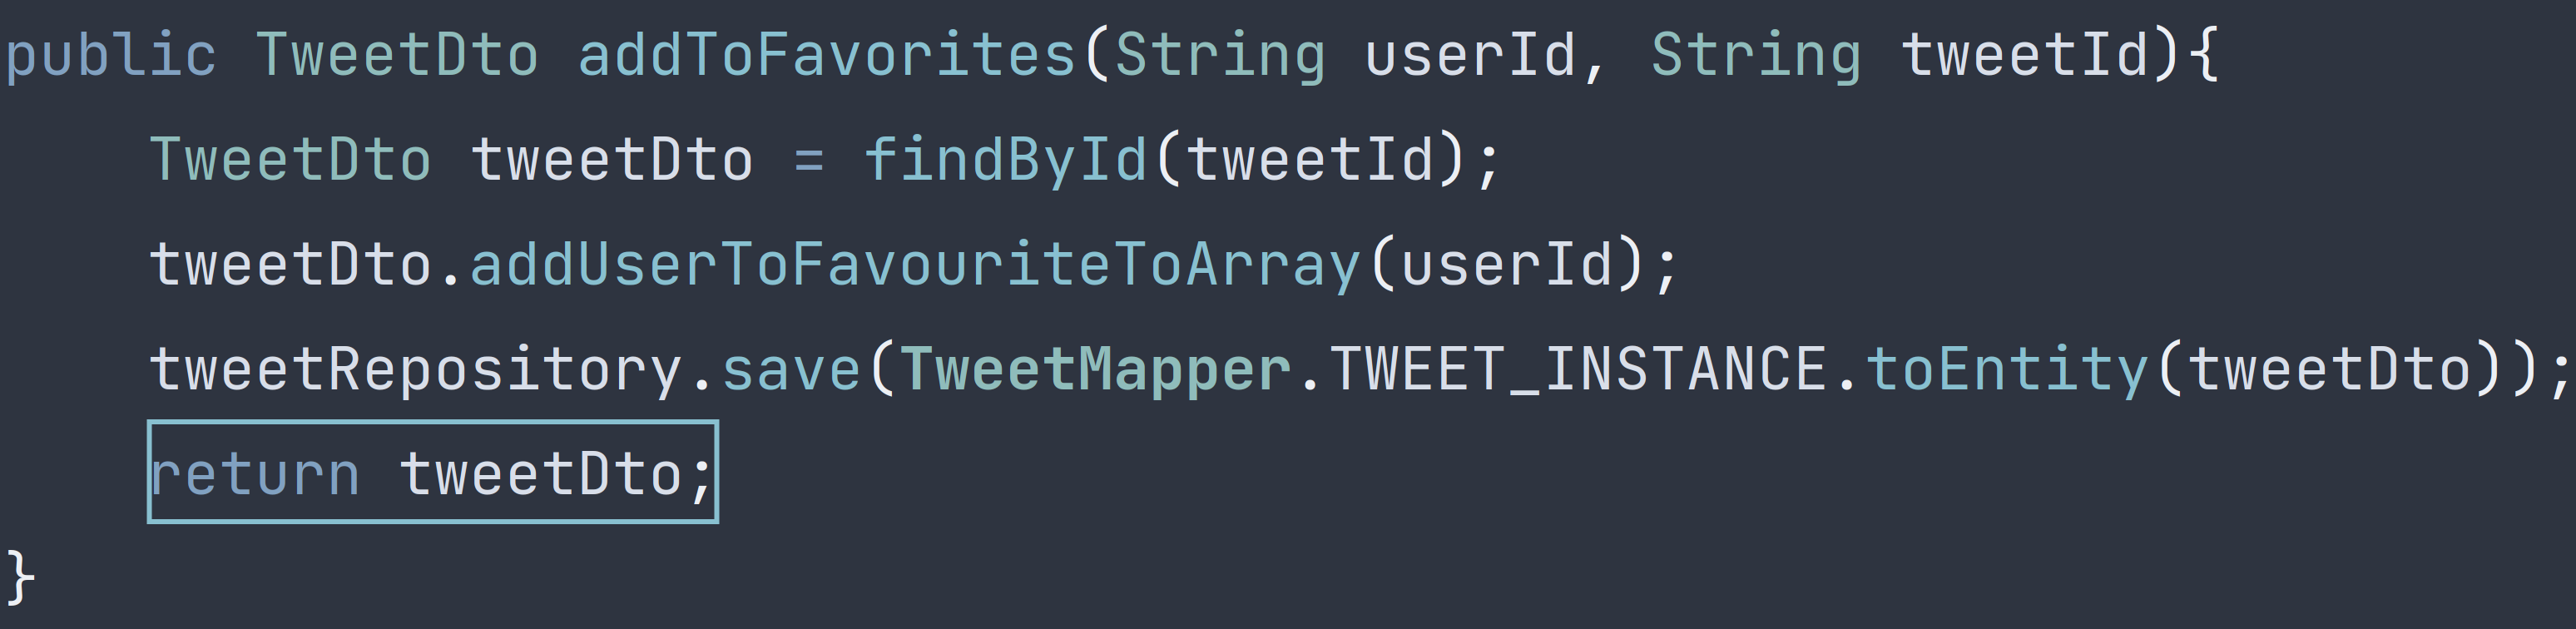 public TweetDto addToFavorites(String userId, String tweetId){
    TweetDto tweetDto = findById(tweetId);
    tweetDto.addUserToFavouriteToArray(userId);
    tweetRepository.save(TweetMapper.TWEET_INSTANCE.toEntity(tweetDto));
    return tweetDto;
}